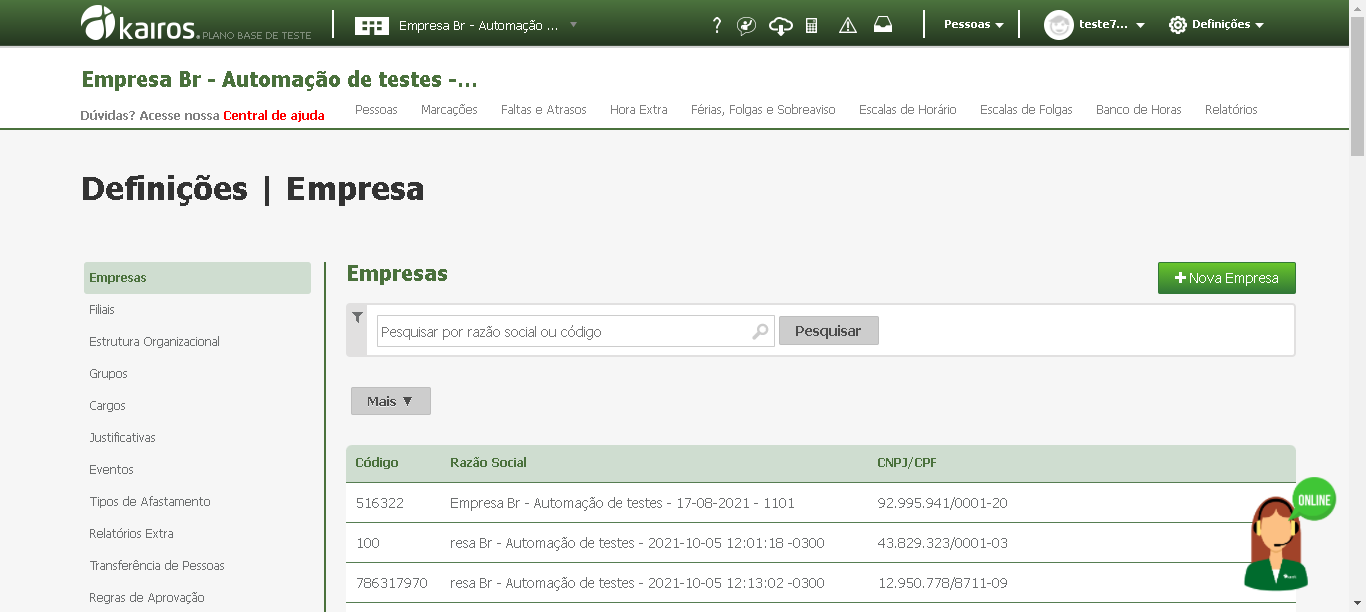 kairos. PLANO BASE DE TESTE
Empresa Br - Automação ...
?
Pessoas
teste7...
Definições
Empresa Br - Automação de testes -...
Dúvidas? Acesse nossa Central de ajuda
Pessoas Marcações Faltas e Atrasos Hora Extra Férias, Folgas e Sobreaviso Escalas de Horário Escalas de Folgas Banco de Horas Relatórios
Definições | Empresa
Empresas
Filiais
Estrutura Organizacional
Grupos
Cargos
Justificativas
Eventos
Tipos de Afastamento
Relatórios Extra
Transferência de Pessoas
Regras de Aprovação
Empresas
+ Nova Empresa
Pesquisar por razão social ou código
Pesquisar
Mais ▼
Código Razão Social CNPJ/CPF
516322 Empresa Br - Automação de testes - 17-08-2021 - 1101 92.995.941/0001-20
100 resa Br - Automação de testes - 2021-10-05 12:01:18 -0300 43.829.323/0001-03
786317970 resa Br - Automação de testes - 2021-10-05 12:13:02 -0300 12.950.778/8711-09
ONLINE